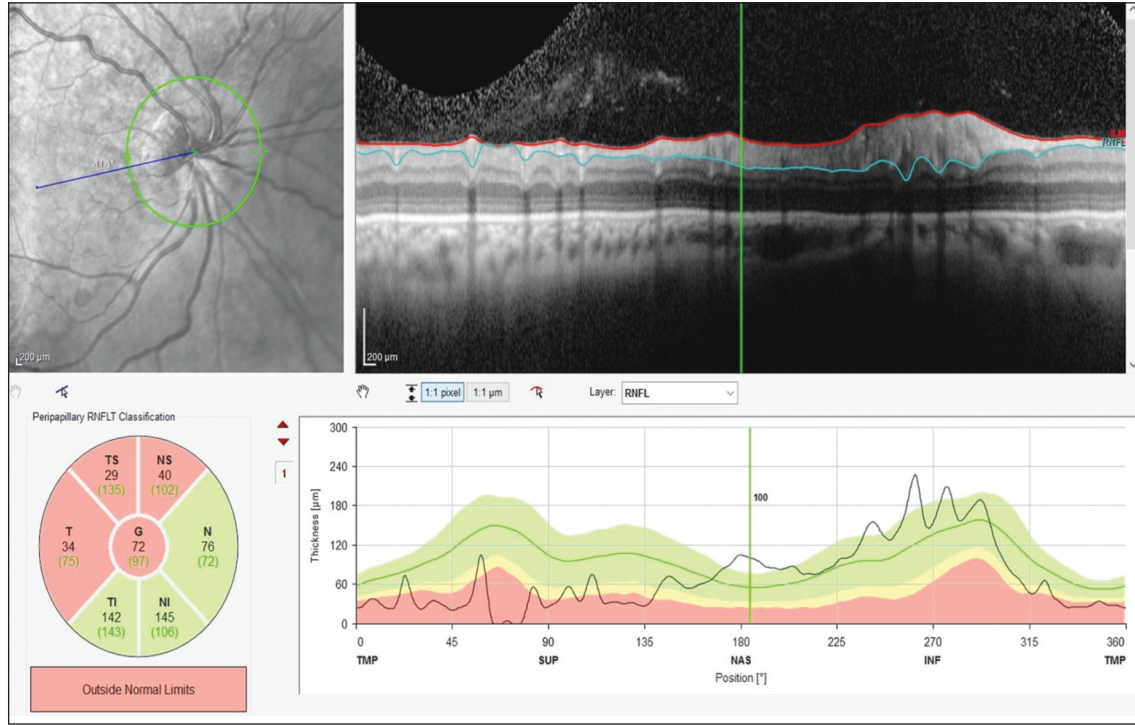 200 µm
ILM
RNFL
200 µm
1:1 pixel
1:1 µm
Layer:
RNFL
Peripapillary RNFLT Classification
TS
29
(135)
NS
40
(102)
T
34
(75)
G
72
(97)
N
76
(72)
TI
142
(143)
NI
145
(106)
Outside Normal Limits
1
Thickness [µm]
300
240
180
120
60
0
100
0 45 90 135 180 225 270 315 360
TMP SUP NAS INF TMP
Position [°]